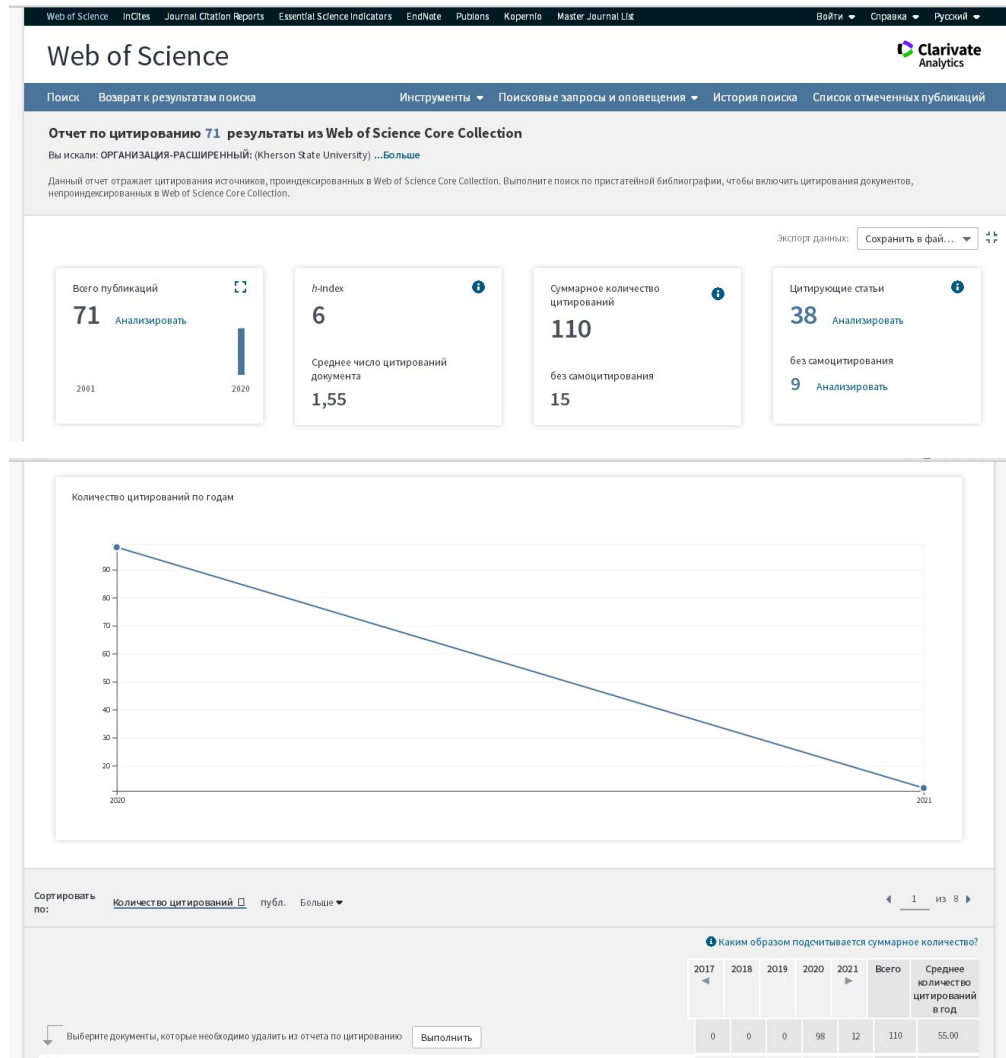 Web of Science InCites Journal Citation Reports Essential Science Indicators EndNote Publons Kopernio Master Journal List Войти Справка Русский
Web of Science
Clarivate
Analytics
Поиск Возврат к результатам поиска Инструменты Поисковые запросы и оповещения История поиска Список отмеченных публикаций
Отчет по цитированию 71 результаты из Web of Science Core Collection
Вы искали: ОРГАНИЗАЦИЯ-РАСШИРЕННЫЙ: (Kherson State University) ...Больше
Данный отчет отражает цитирования источников, проиндексированных в Web of Science Core Collection. Выполните поиск по пристатейной библиографии, чтобы включить цитирования документов,
непроиндексированных в Web of Science Core Collection.
Экспорт данных: Сохранить в фай...
Всего публикаций
71 Анализировать
2001 2020
h-index
6
Среднее число цитирований
документа
1,55
Суммарное количество
цитирований
110
без самоцитирования
15
Цитирующие статьи
38 Анализировать
без самоцитирования
9 Анализировать
Количество цитирований по годам
90
80
70
60
50
40
30
20
2020 2021
Сортировать
по:
Количество цитирований публ. Больше
1 из 8
Каким образом подсчитывается суммарное количество?
2017 2018 2019 2020 2021 Всего Среднее
количество
цитирований
в год
Выберите документы, которые необходимо удалить из отчета по цитированию Выполнить 0 0 0 98 12 110 55.00